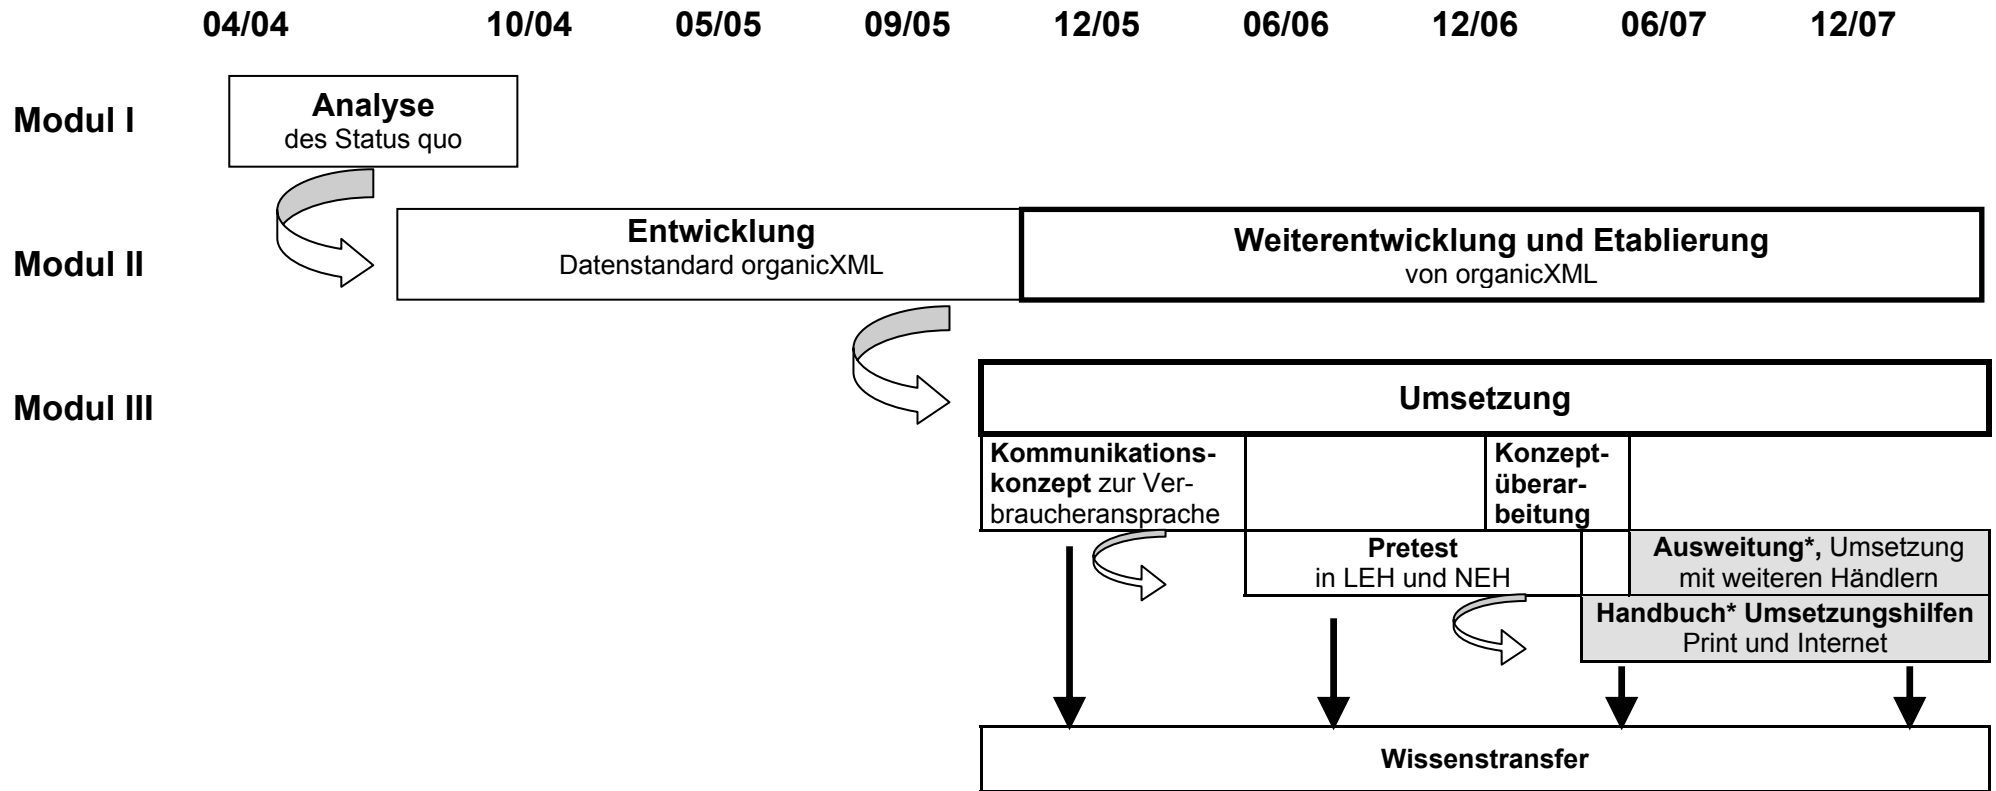 04/04 10/04 05/05 09/05 12/05 06/06 12/06 06/07 12/07
Modul I
Analyse
des Status quo
Modul II
Entwicklung
Datenstandard organicXML
Weiterentwicklung und Etablierung
von organicXML
Modul III
Umsetzung
Kommunikations-
konzept zur Ver-
braucheransprache
Konzept-
überar-
beitung
Pretest
in LEH und NEH
Ausweitung*, Umsetzung
mit weiteren Händlern
Handbuch* Umsetzungshilfen
Print und Internet
Wissenstransfer